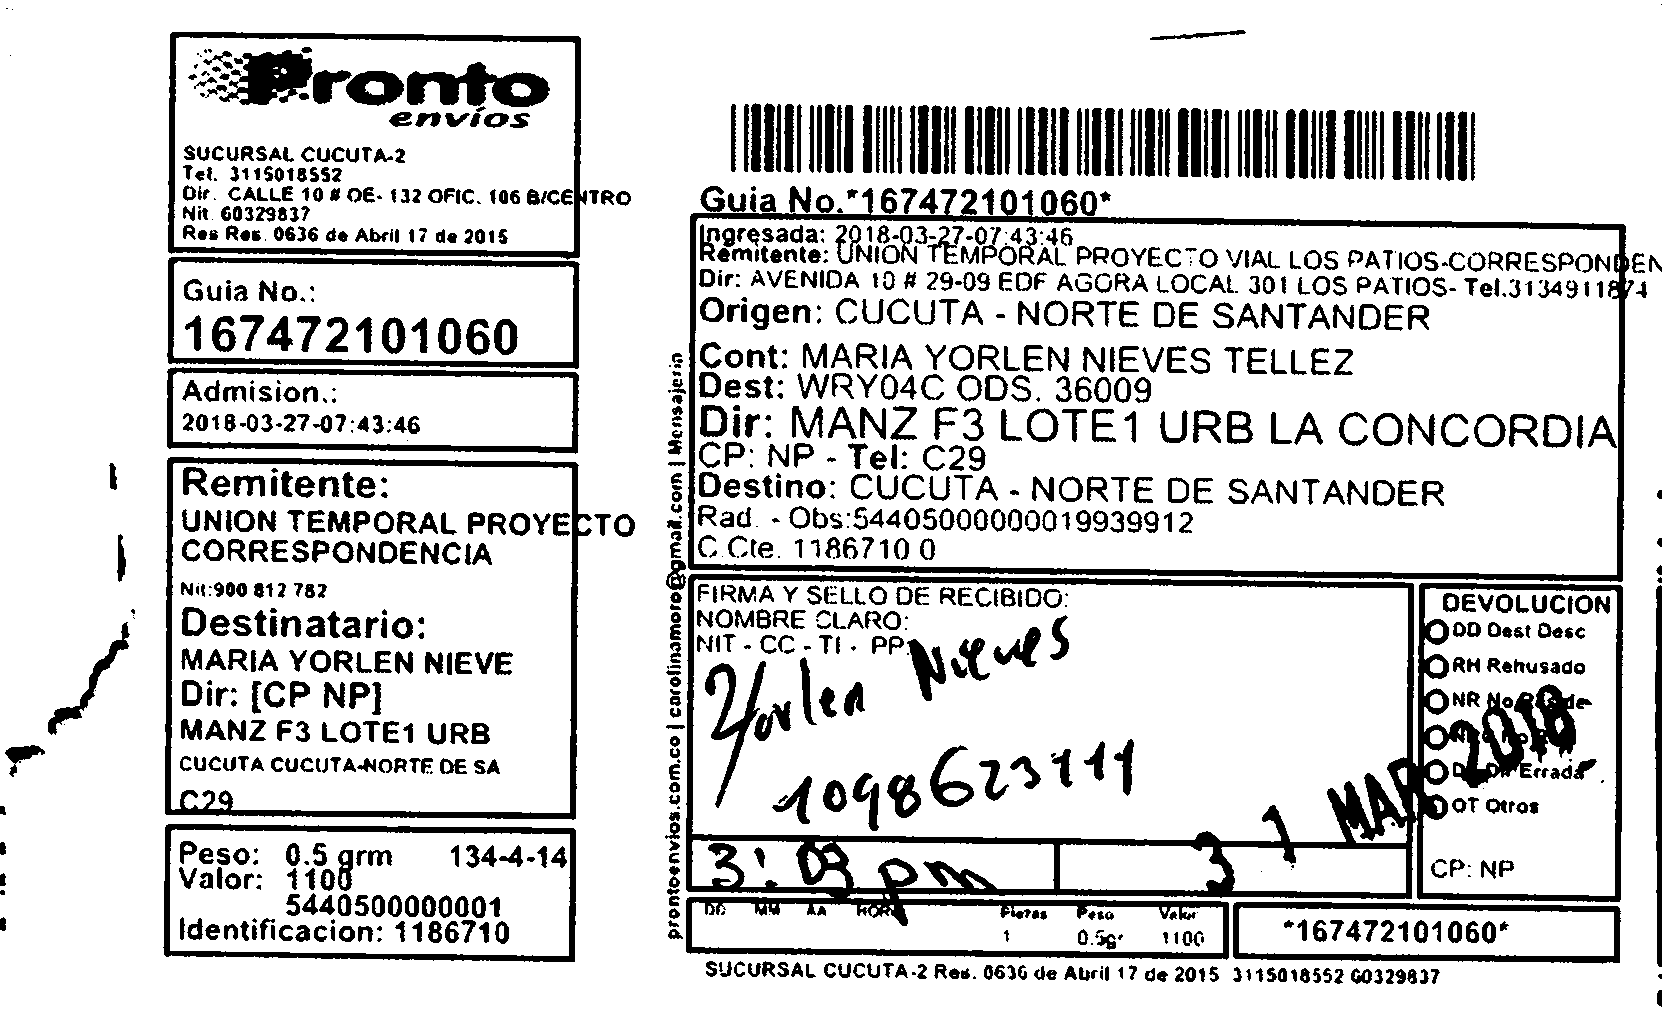 Pronto
envíos
SUCURSAL CUCUTA-2
Tel. 3115018552
Dir. CALLE 10 # OE- 132 OFIC. 106 B/CENTRO
Nit. 60329837
Res Res. 0636 de Abril 17 de 2015
Guia No.:
167472101060
Admision.:
2018-03-27-07:43:46
Remitente:
UNION TEMPORAL PROYECTO
CORRESPONDENCIA
Nit:900 812 782
Destinatario:
MARIA YORLEN NIEVE
Dir: [CP NP]
MANZ F3 LOTE1 URB
CUCUTA CUCUTA-NORTE DE SA
C29
Peso: 0.5 grm 134-4-14
Valor: 1100
5440500000001
Identificacion: 1186710
prontoenvios.com.co | carolinamoro@gmail.com | Mensajeria
Guia No.*167472101060*
Ingresada: 2018-03-27-07:43:46
Remitente: UNION TEMPORAL PROYECTO VIAL LOS PATIOS-CORRESPONDEN
Dir: AVENIDA 10 # 29-09 EDF AGORA LOCAL 301 LOS PATIOS- Tel.3134911874
Origen: CUCUTA - NORTE DE SANTANDER
Cont: MARIA YORLEN NIEVES TELLEZ
Dest: WRY04C ODS. 36009
Dir: MANZ F3 LOTE1 URB LA CONCORDIA
CP: NP - Tel: C29
Destino: CUCUTA - NORTE DE SANTANDER
Rad. - Obs:544050000000019939912
C.Cte. 1186710 0
FIRMA Y SELLO DE RECIBIDO:
NOMBRE CLARO:
NIT - CC - TI - PP:
Yorlen Nieves
1098623111
3:03 pm
31 MAR 2018
DEVOLUCION
DD Dest Desc
RH Rehusado
NR No Reside
Dir Errada
OT Otros
CP: NP
DD MM AA HORA Piezas Peso Valor
1 0.5gr 1100
*167472101060*
SUCURSAL CUCUTA-2 Res. 0636 de Abril 17 de 2015 3115018552 60329837